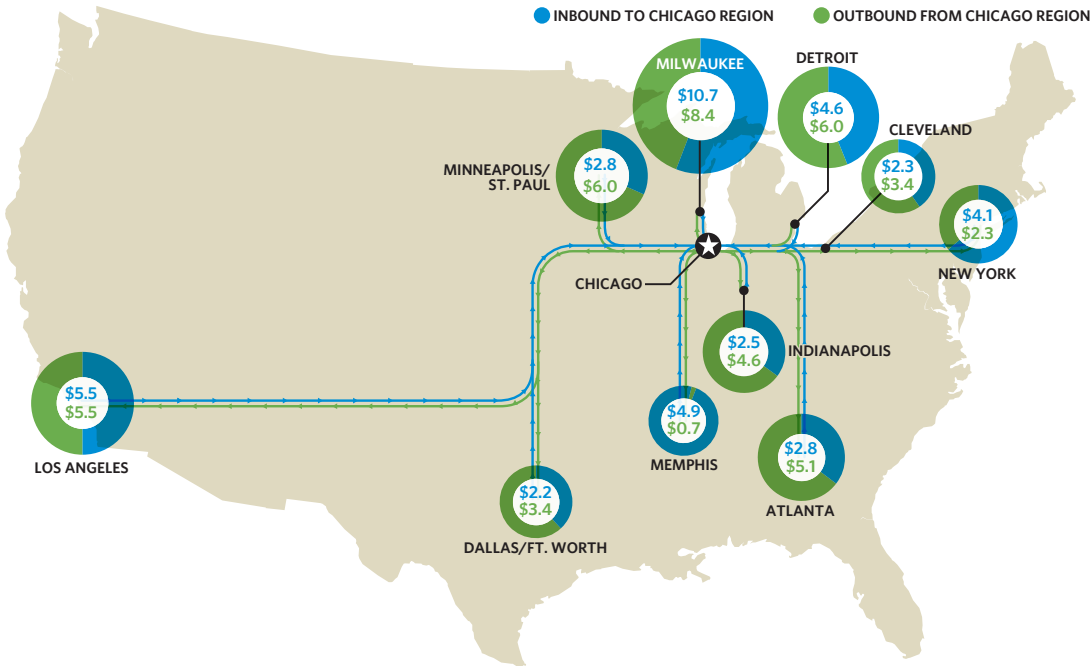 INBOUND TO CHICAGO REGION
OUTBOUND FROM CHICAGO REGION
MILWAUKEE
$10.7
$8.4
DETROIT
$4.6
$6.0
CLEVELAND
$2.3
$3.4
MINNEAPOLIS/
ST. PAUL
$2.8
$6.0
NEW YORK
$4.1
$2.3
CHICAGO
INDIANAPOLIS
$2.5
$4.6
LOS ANGELES
$5.5
$5.5
MEMPHIS
$4.9
$0.7
ATLANTA
$2.8
$5.1
DALLAS/FT. WORTH
$2.2
$3.4